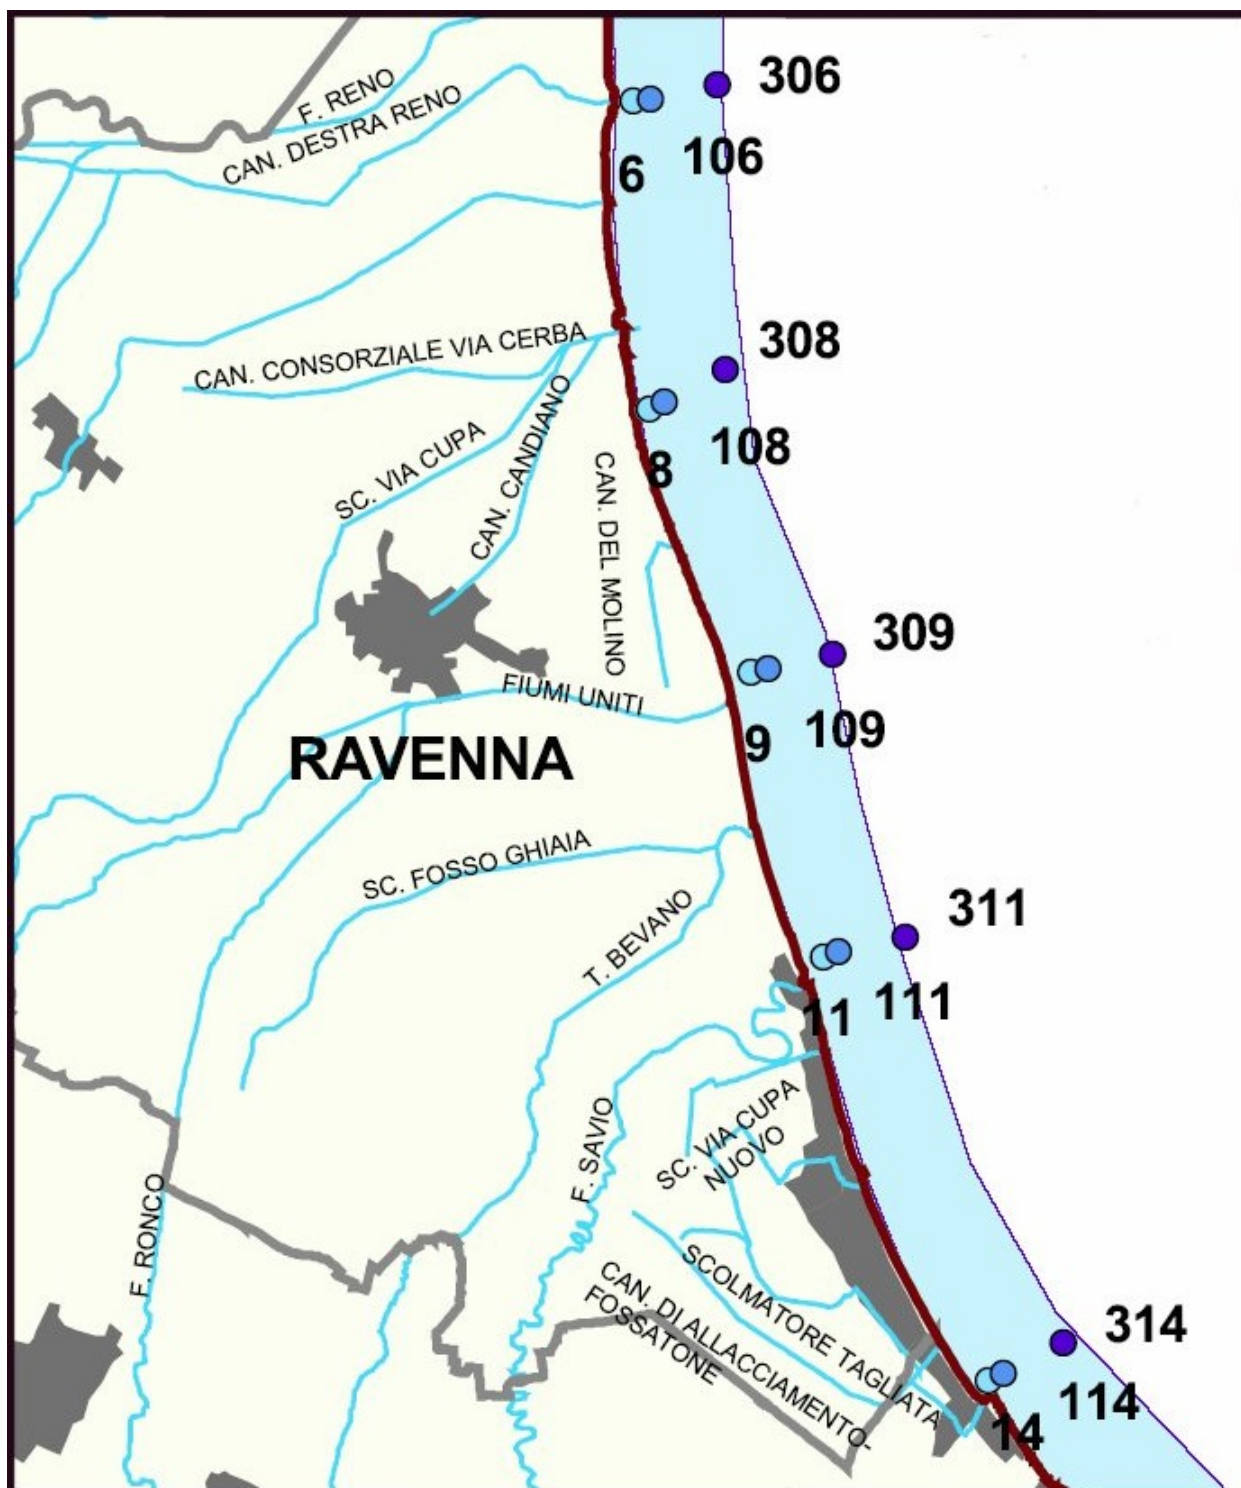 306
F. RENO
CAN. DESTRA RENO
106
6
308
CAN. CONSORZIALE VIA CERBA
108
8
SC. VIA CUPA
CAN. CANDIANO
CAN. DEL MOLINO
309
FIUMI UNITI
109
9
RAVENNA
SC. FOSSO GHIAIA
311
T. BEVANO
111
11
SC. VIA CUPA
NUOVO
F. SAVIO
F. RONCO
SCOLMATORE TAGLIATA
CAN. DI ALLACCIAMENTO-
FOSSATONE
314
114
14